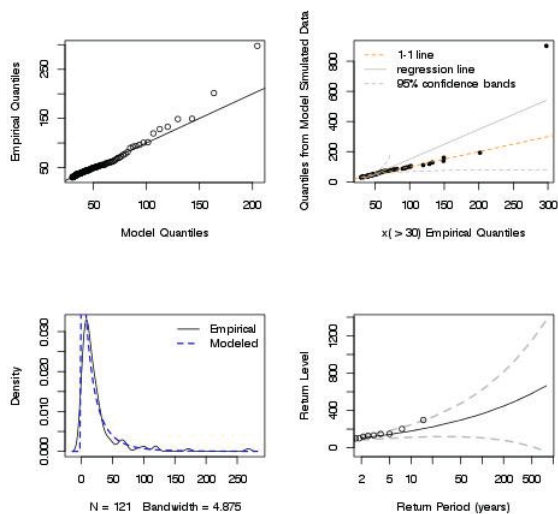 Empirical Quantiles
50
150
250
50
100
150
200
Model Quantiles
Quantiles from Model Simulated Data
0
200
400
600
800
1-1 line
regression line
95% confidence bands
50
100
150
200
250
300
x( > 30) Empirical Quantiles
Density
0.000
0.010
0.020
0.030
Empirical
Modeled
0
50
100
150
200
250
N = 121 Bandwidth = 4.875
Return Level
0
400
800
1200
2
5
10
50
200
500
Return Period (years)